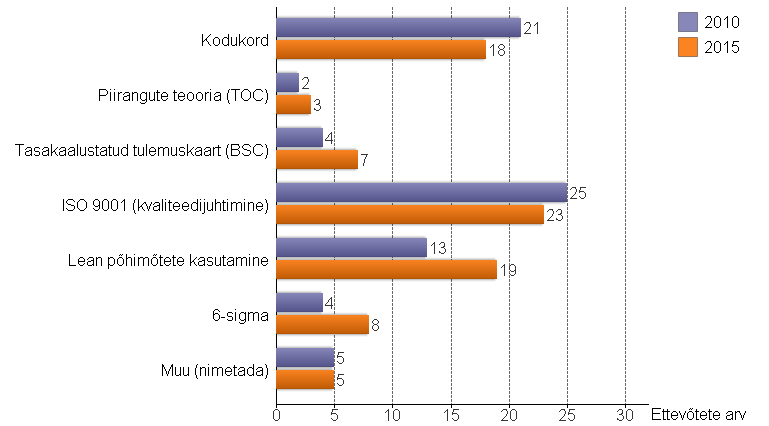 2010
2015
Kodukord
21
18
Piirangute teooria (TOC)
2
3
Tasakaalustatud tulemuskaart (BSC)
4
7
ISO 9001 (kvaliteedijuhtimine)
25
23
Lean põhimõtete kasutamine
13
19
6-sigma
4
8
Muu (nimetada)
5
5
0 5 10 15 20 25 30 Ettevõtete arv